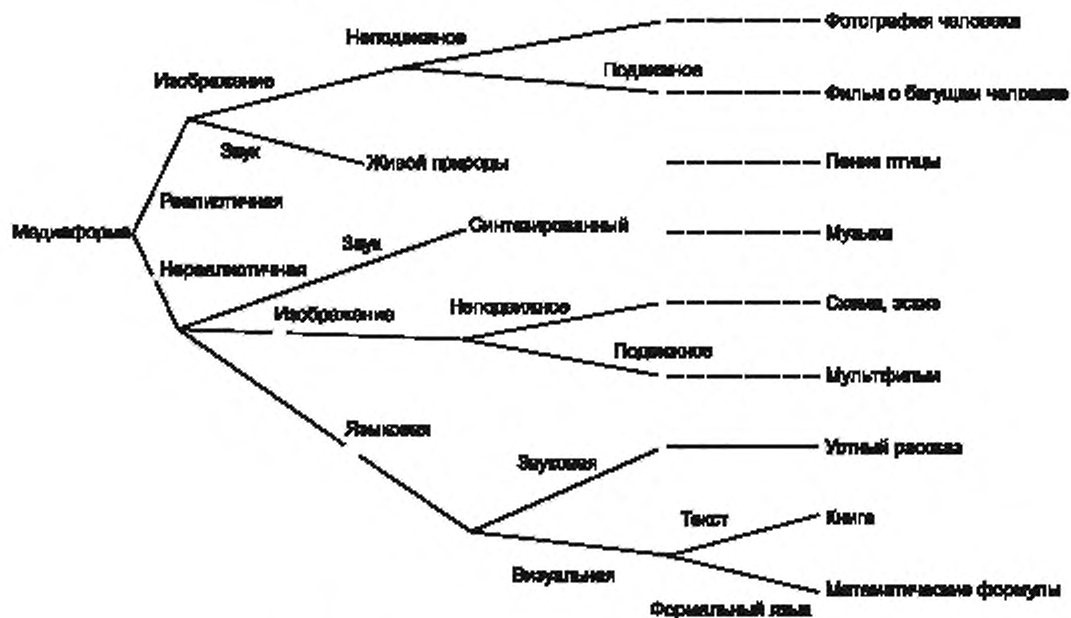 Неподвижное
Фотография человека
Изображение
Подвижное
Фильм о бегущем человеке
Звук
Живой природы
Пение птицы
Реалистичная
Медиаформа
Звук
Синтезированный
Музыка
Нереалистичная
Изображение
Неподвижное
Схема, эскиз
Подвижное
Мультфильм
Языковая
Звуковая
Устный рассказ
Текст
Книга
Визуальная
Математические формулы
Формальный язык